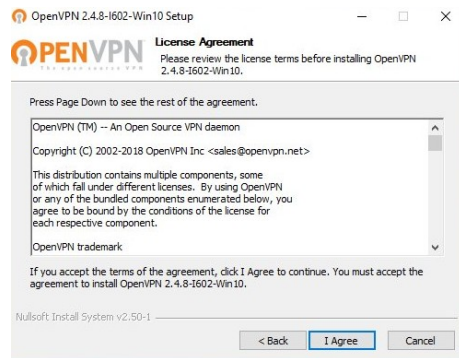 OpenVPN 2.4.8-I602-Win10 Setup
OPENVPN
The open source VPN
License Agreement
Please review the license terms before installing OpenVPN
2.4.8-I602-Win10.
Press Page Down to see the rest of the agreement.
OpenVPN (TM) -- An Open Source VPN daemon
Copyright (C) 2002-2018 OpenVPN Inc <sales@openvpn.net>
This distribution contains multiple components, some
of which fall under different licenses. By using OpenVPN
or any of the bundled components enumerated below, you
agree to be bound by the conditions of the license for
each respective component.
OpenVPN trademark
If you accept the terms of the agreement, click I Agree to continue. You must accept the
agreement to install OpenVPN 2.4.8-I602-Win10.
Nullsoft Install System v2.50-1
< Back I Agree Cancel